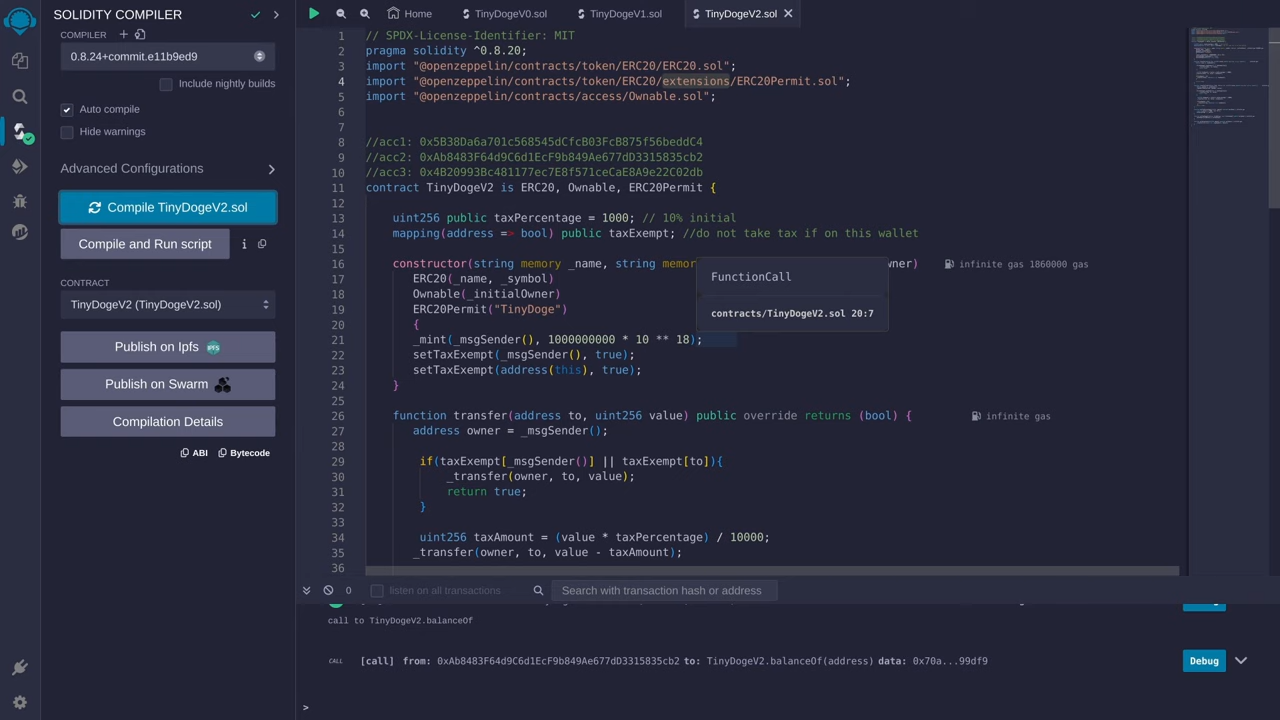 SOLIDITY COMPILER
COMPILER
0.8.24+commit.e11b9ed9
Include nightly builds
Auto compile
Hide warnings
Advanced Configurations
Compile TinyDogeV2.sol
Compile and Run script
i
CONTRACT
TinyDogeV2 (TinyDogeV2.sol)
Publish on Ipfs
IPFS
Publish on Swarm
Compilation Details
ABI
Bytecode
Home
TinyDogeV0.sol
TinyDogeV1.sol
TinyDogeV2.sol
1 // SPDX-License-Identifier: MIT
2 pragma solidity ^0.8.20;
3 import "@openzeppelin/contracts/token/ERC20/ERC20.sol";
4 import "@openzeppelin/contracts/token/ERC20/extensions/ERC20Permit.sol";
5 import "@openzeppelin/contracts/access/Ownable.sol";
6
7
8 //acc1: 0x5B38Da6a701c568545dCfcB03FcB875f56beddC4
9 //acc2: 0xAb8483F64d9C6d1EcF9b849Ae677dD3315835cb2
10 //acc3: 0x4B20993Bc481177ec7E8f571ceCaE8A9e22C02db
11 contract TinyDogeV2 is ERC20, Ownable, ERC20Permit {
12
13 uint256 public taxPercentage = 1000; // 10% initial
14 mapping(address => bool) public taxExempt; //do not take tax if on this wallet
15
16 constructor(string memory _name, string memor wner) infinite gas 1860000 gas
17 ERC20(_name, _symbol)
18 Ownable(_initialOwner)
19 ERC20Permit("TinyDoge")
20 {
21 _mint(_msgSender(), 1000000000 * 10 ** 18);
22 setTaxExempt(_msgSender(), true);
23 setTaxExempt(address(this), true);
24 }
25
26 function transfer(address to, uint256 value) public override returns (bool) { infinite gas
27 address owner = _msgSender();
28
29 if(taxExempt[_msgSender()] || taxExempt[to]){
30 _transfer(owner, to, value);
31 return true;
32 }
33
34 uint256 taxAmount = (value * taxPercentage) / 10000;
35 _transfer(owner, to, value - taxAmount);
36
FunctionCall
contracts/TinyDogeV2.sol 20:7
0
listen on all transactions
Search with transaction hash or address
call to TinyDogeV2.balanceOf
CALL [call] from: 0xAb8483F64d9C6d1EcF9b849Ae677dD3315835cb2 to: TinyDogeV2.balanceOf(address) data: 0x70a...99df9
Debug
>